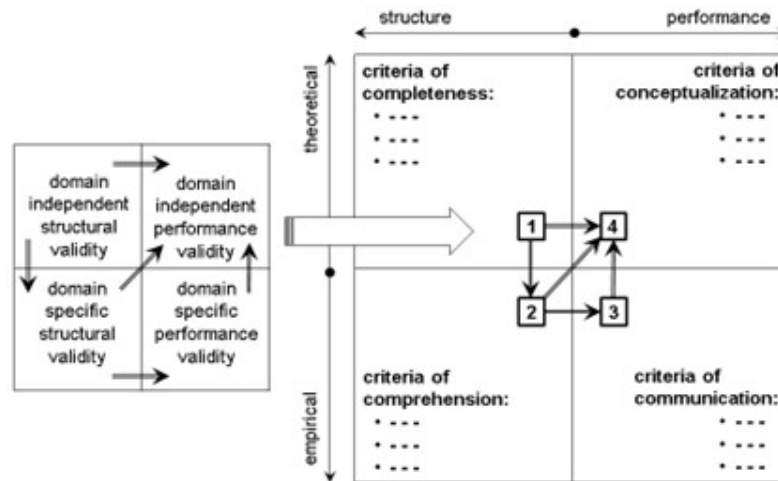 structure performance
theoretical
empirical
domain
independent
structural
validity
domain
independent
performance
validity
domain
specific
structural
validity
domain
specific
performance
validity
criteria of
completeness:
• ---
• ---
• ---
criteria of
conceptualization:
• ---
• ---
• ---
1 4
2 3
criteria of
comprehension:
• ---
• ---
• ---
criteria of
communication:
• ---
• ---
• ---